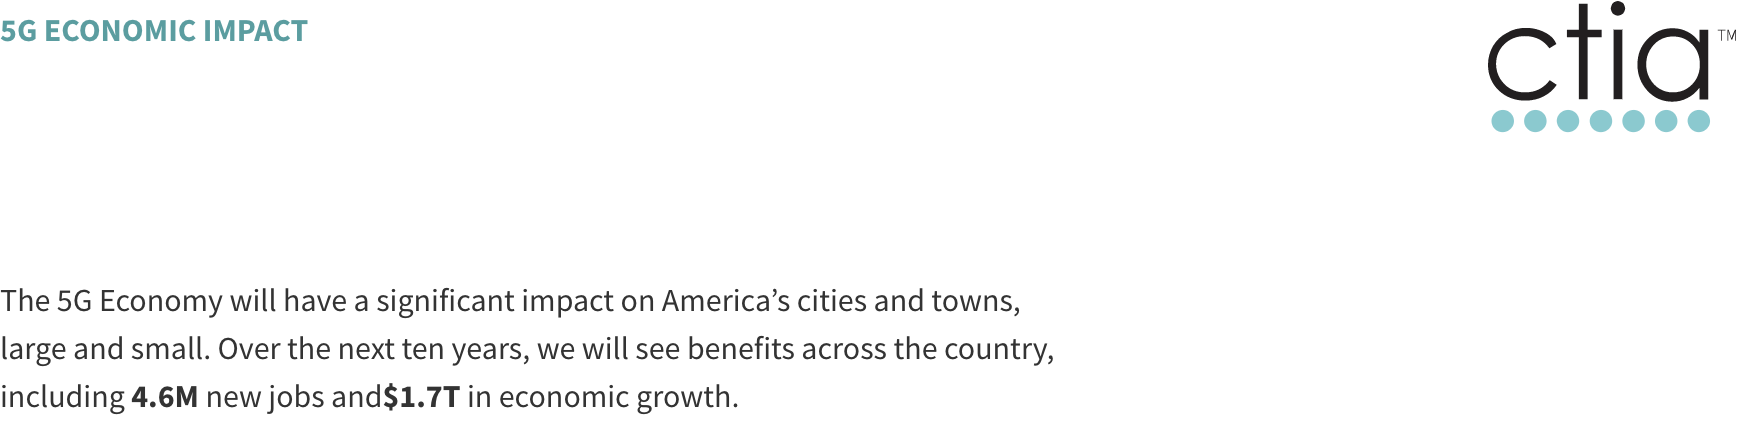 5G ECONOMIC IMPACT
ctia™
The 5G Economy will have a significant impact on America’s cities and towns,
large and small. Over the next ten years, we will see benefits across the country,
including 4.6M new jobs and$1.7T in economic growth.